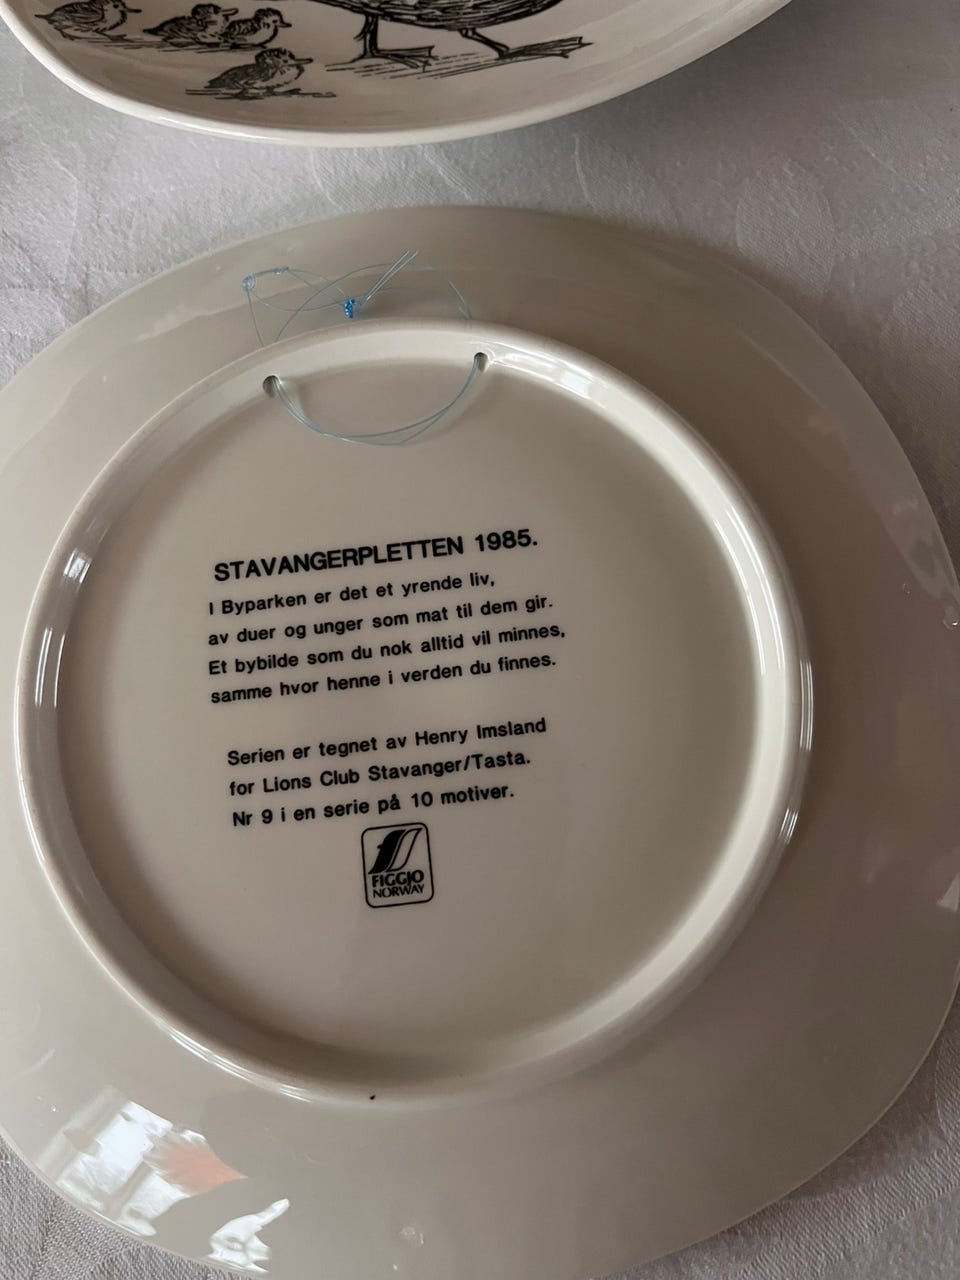 STAVANGERPLETTEN 1985.
I Byparken er det et yrende liv,
av duer og unger som mat til dem gir.
Et bybilde som du nok alltid vil minnes,
samme hvor henne i verden du finnes.
Serien er tegnet av Henry Imsland
for Lions Club Stavanger/Tasta.
Nr 9 i en serie på 10 motiver.
FIGGJO
NORWAY